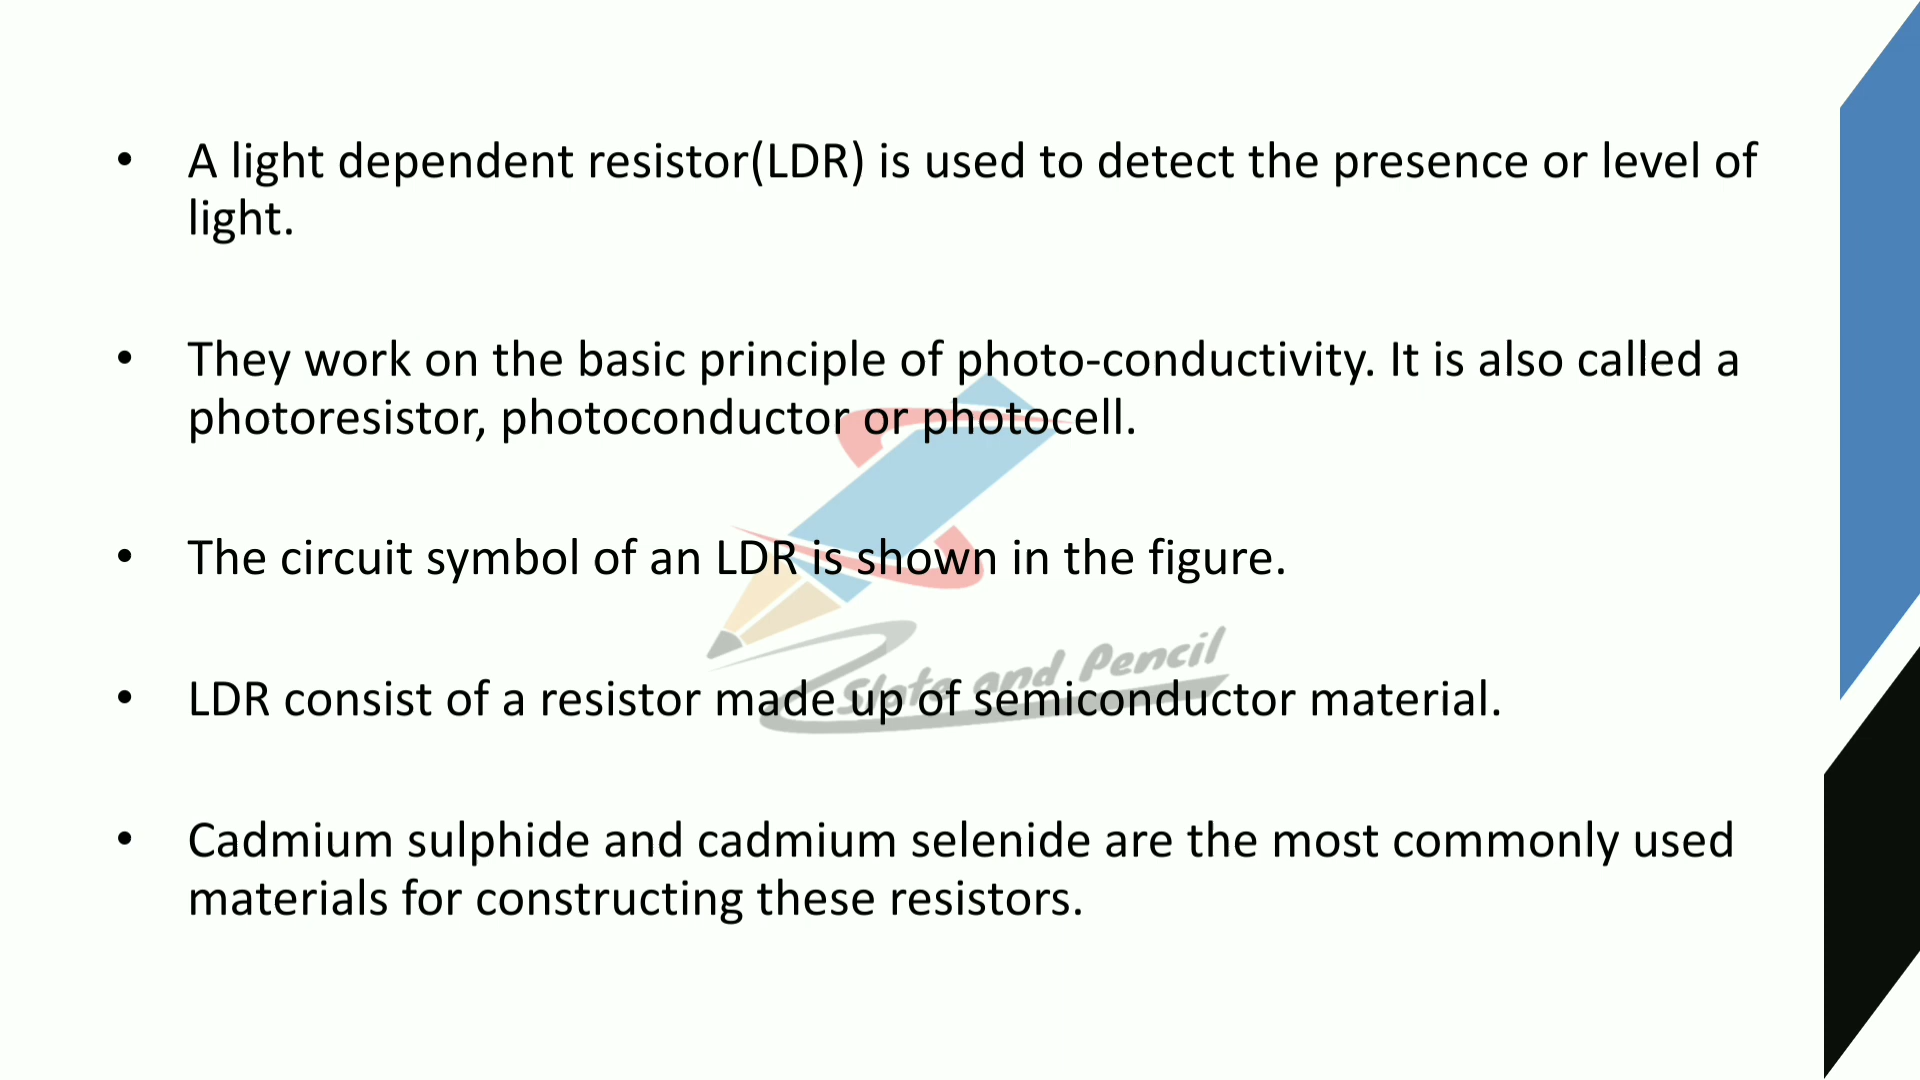 • A light dependent resistor(LDR) is used to detect the presence or level of
light.
• They work on the basic principle of photo-conductivity. It is also called a
photoresistor, photoconductor or photocell.
• The circuit symbol of an LDR is shown in the figure.
Slate and Pencil
• LDR consist of a resistor made up of semiconductor material.
• Cadmium sulphide and cadmium selenide are the most commonly used
materials for constructing these resistors.